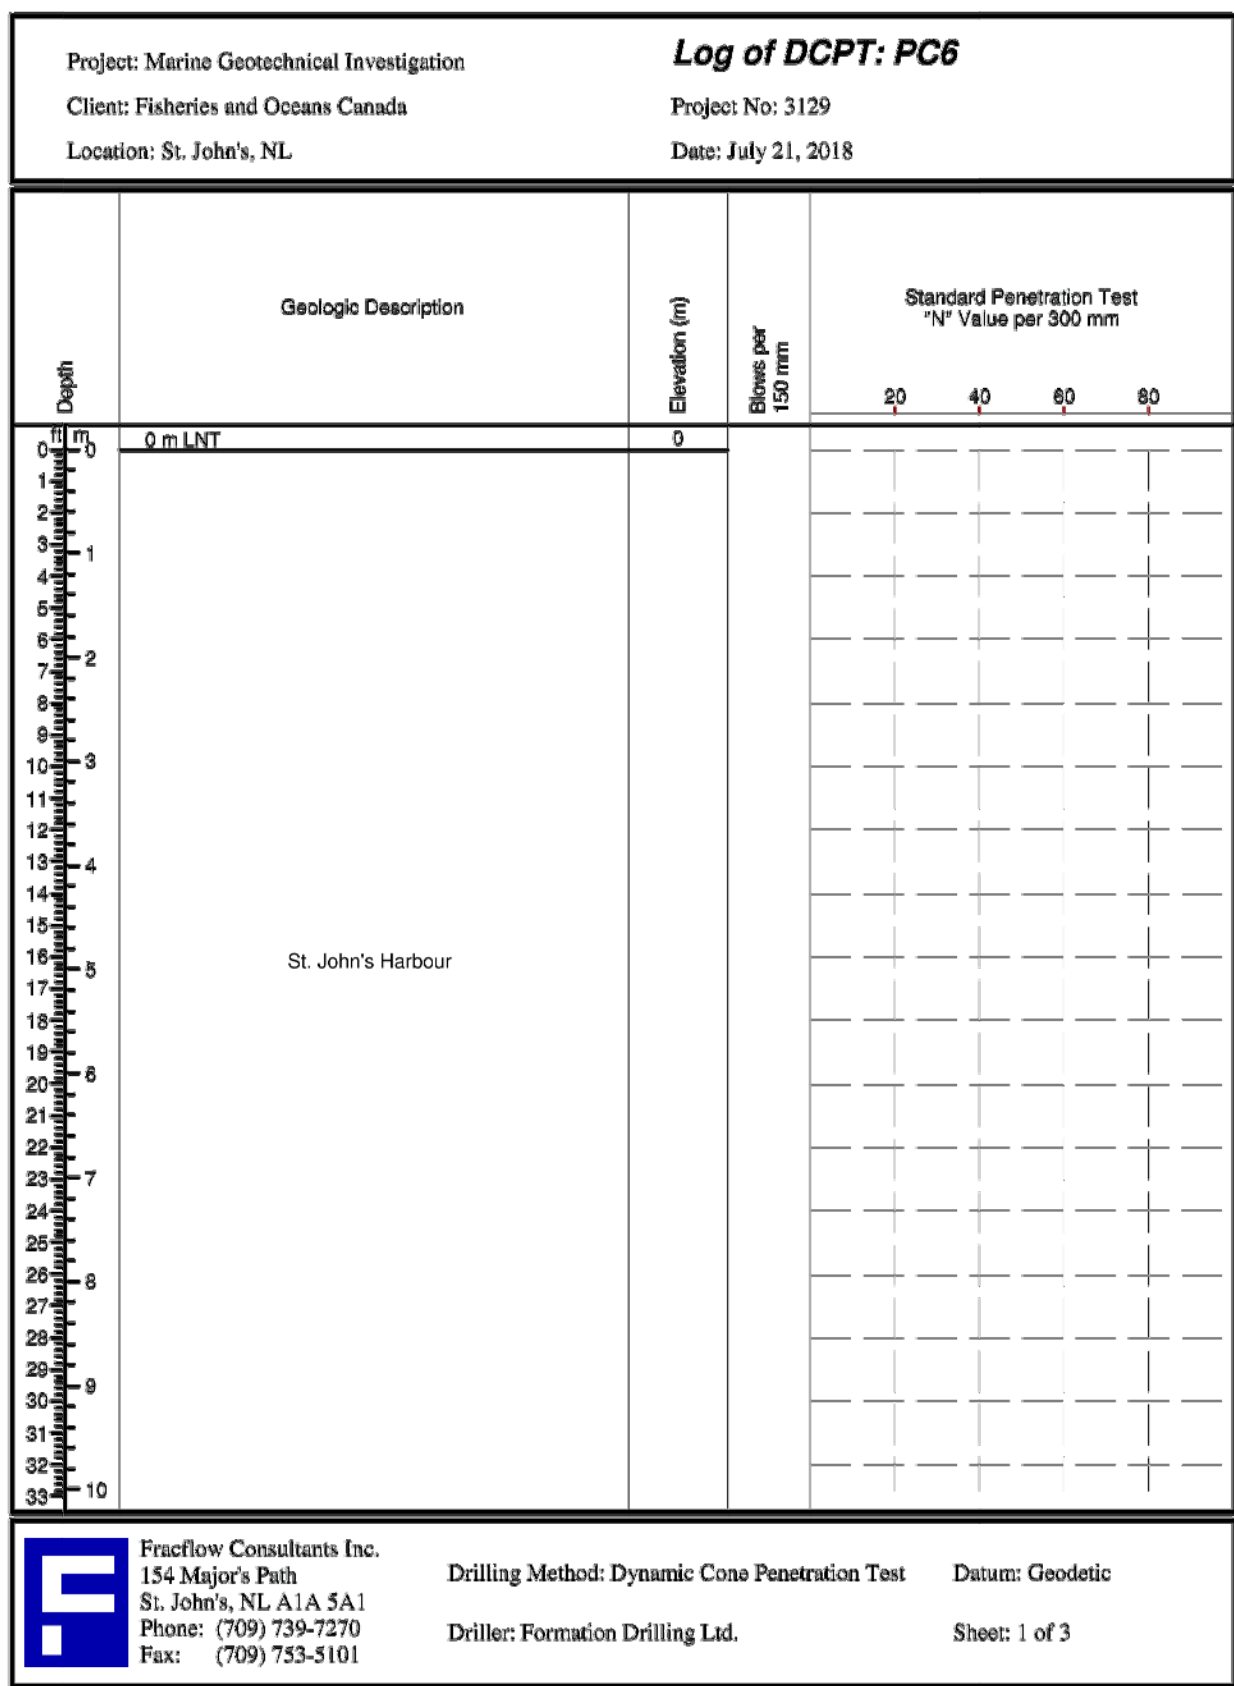 Project: Marine Geotechnical Investigation
Log of DCPT: PC6
Client: Fisheries and Oceans Canada
Project No: 3129
Location: St. John's, NL
Date: July 21, 2018
Depth
Geologic Description
Elevation (m)
Blows per
150 mm
Standard Penetration Test
"N" Value per 300 mm
20 40 60 80
ft m
0 0
0 m LNT
0
1
2
3
1
4
5
6
2
7
8
9
10 3
11
12
13 4
14
15
16
5
St. John's Harbour
17
18
19
6
20
21
22
23 7
24
25
26
8
27
28
29
9
30
31
32
10
33
Fracflow Consultants Inc.
154 Major's Path
St. John's, NL A1A 5A1
Phone: (709) 739-7270
Fax: (709) 753-5101
Drilling Method: Dynamic Cone Penetration Test
Datum: Geodetic
Driller: Formation Drilling Ltd.
Sheet: 1 of 3